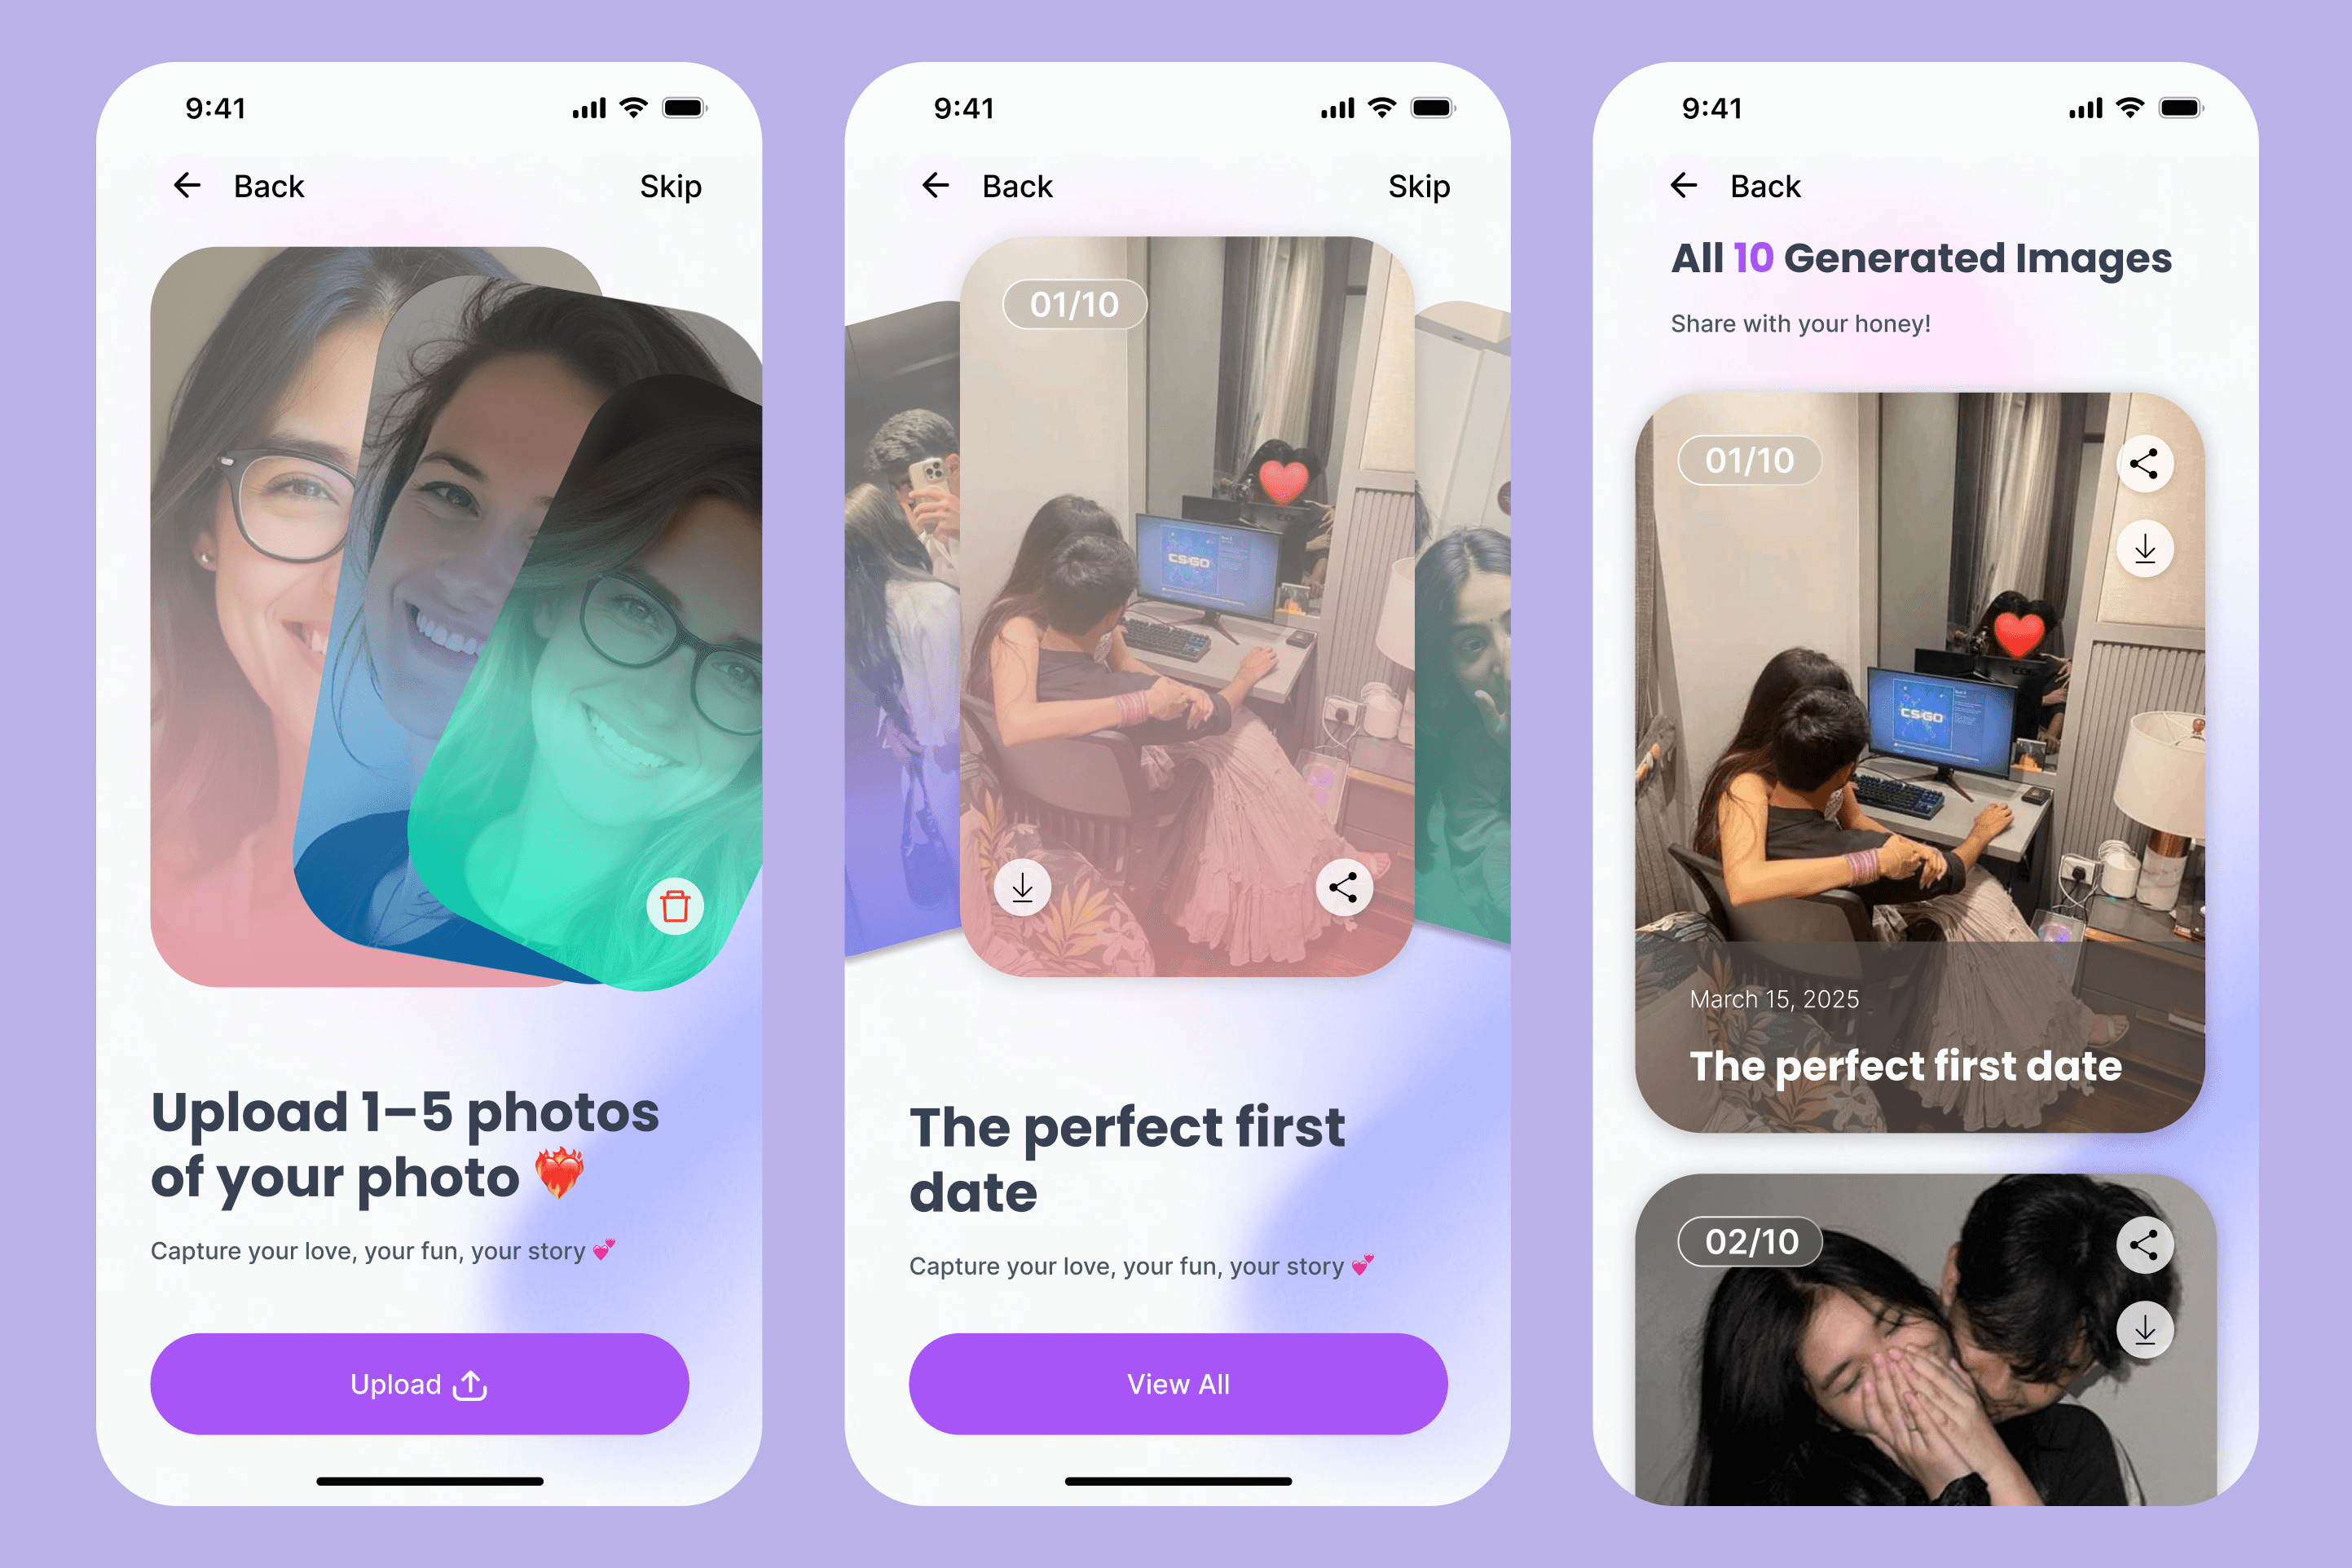 9:41
Back
Skip
Upload 1–5 photos
of your photo ❤️‍🔥
Capture your love, your fun, your story 💞
Upload
9:41
Back
Skip
01/10
CS:GO
The perfect first
date
Capture your love, your fun, your story 💞
View All
9:41
Back
All 10 Generated Images
Share with your honey!
01/10
CS:GO
March 15, 2025
The perfect first date
02/10